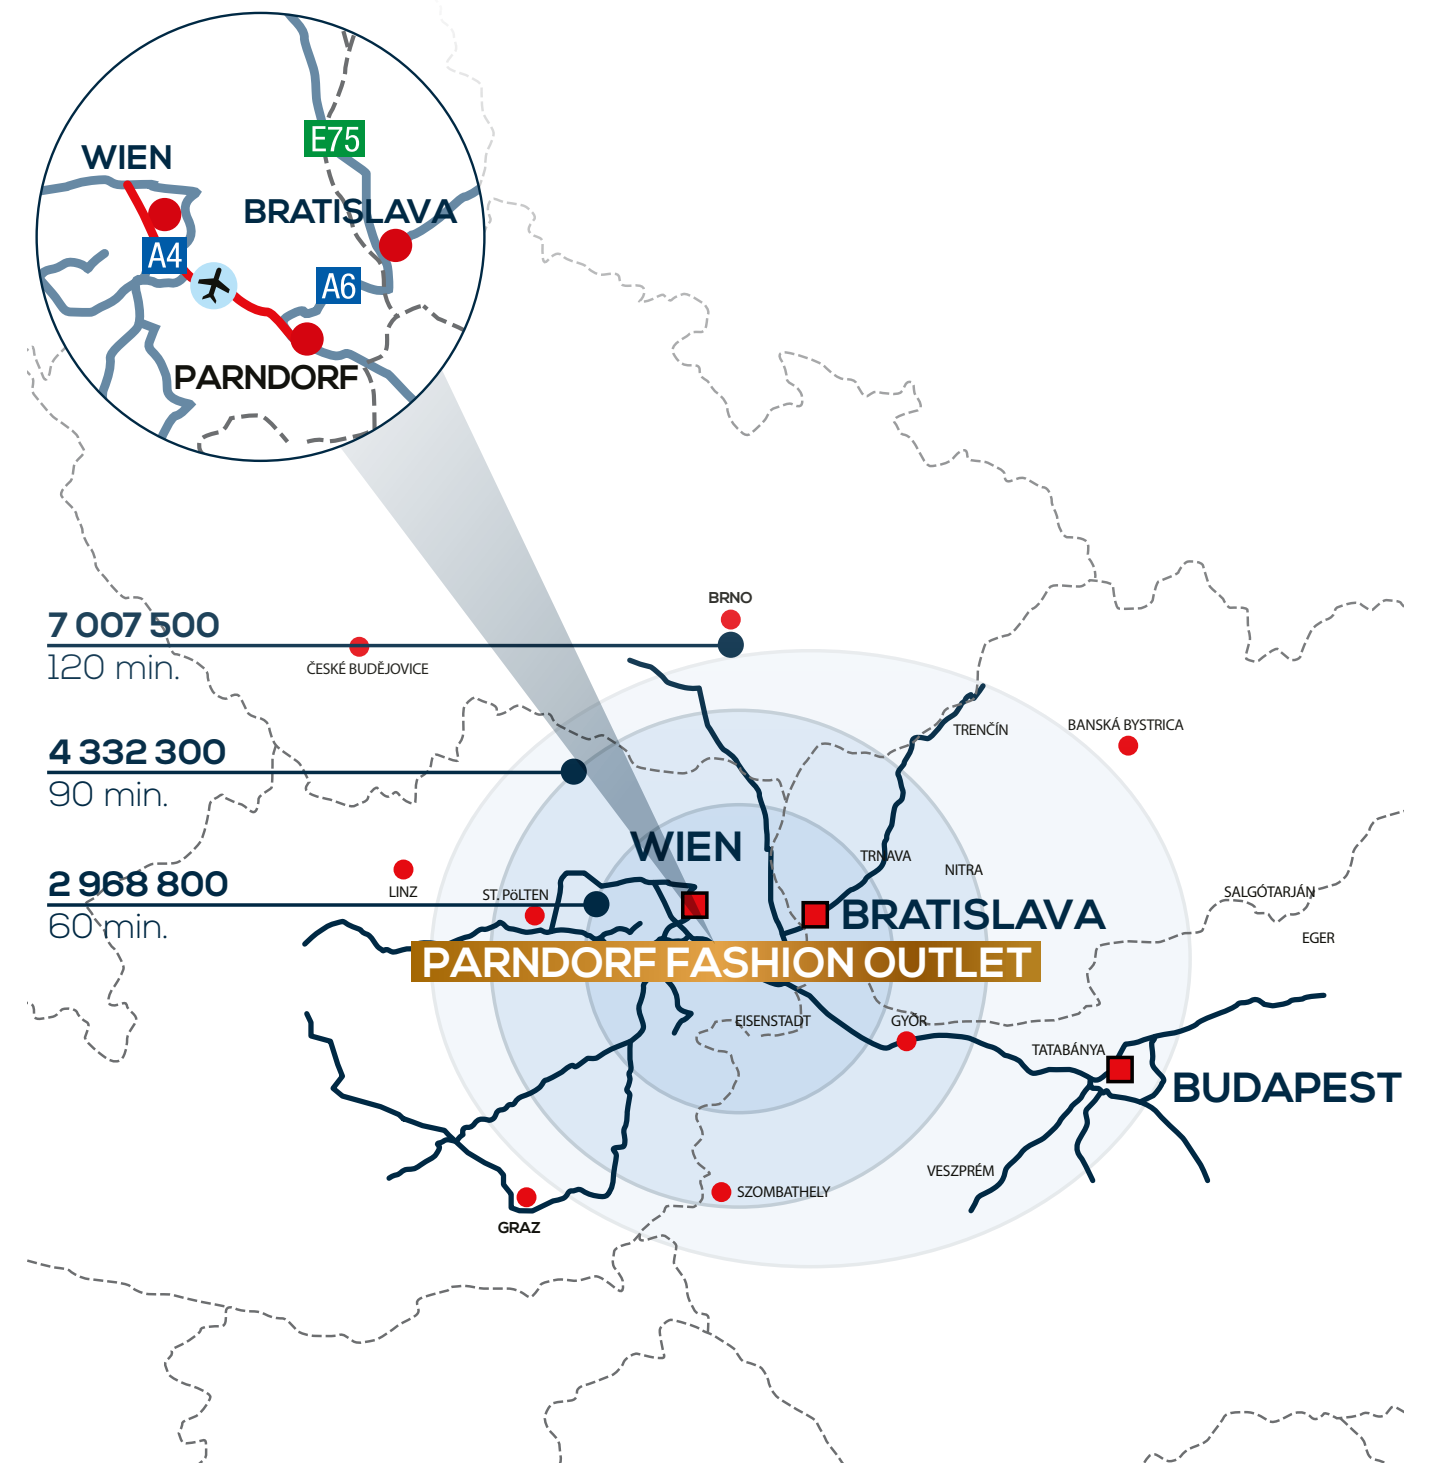 E75
WIEN
BRATISLAVA
A4
A6
PARNDORF
BRNO
7 007 500
120 min.
ČESKÉ BUDĚJOVICE
TRENČÍN
BANSKÁ BYSTRICA
4 332 300
90 min.
WIEN
TRNAVA
NITRA
2 968 800
60 min.
LINZ
ST. PöLTEN
SALGÓTARJÁN
BRATISLAVA
EGER
PARNDORF FASHION OUTLET
EISENSTADT
GYŐR
TATABÁNYA
BUDAPEST
VESZPRÉM
SZOMBATHELY
GRAZ